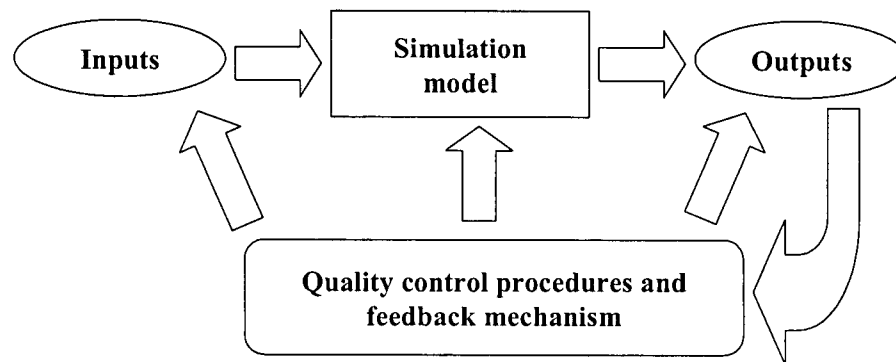 Inputs
Simulation
model
Outputs
Quality control procedures and
feedback mechanism